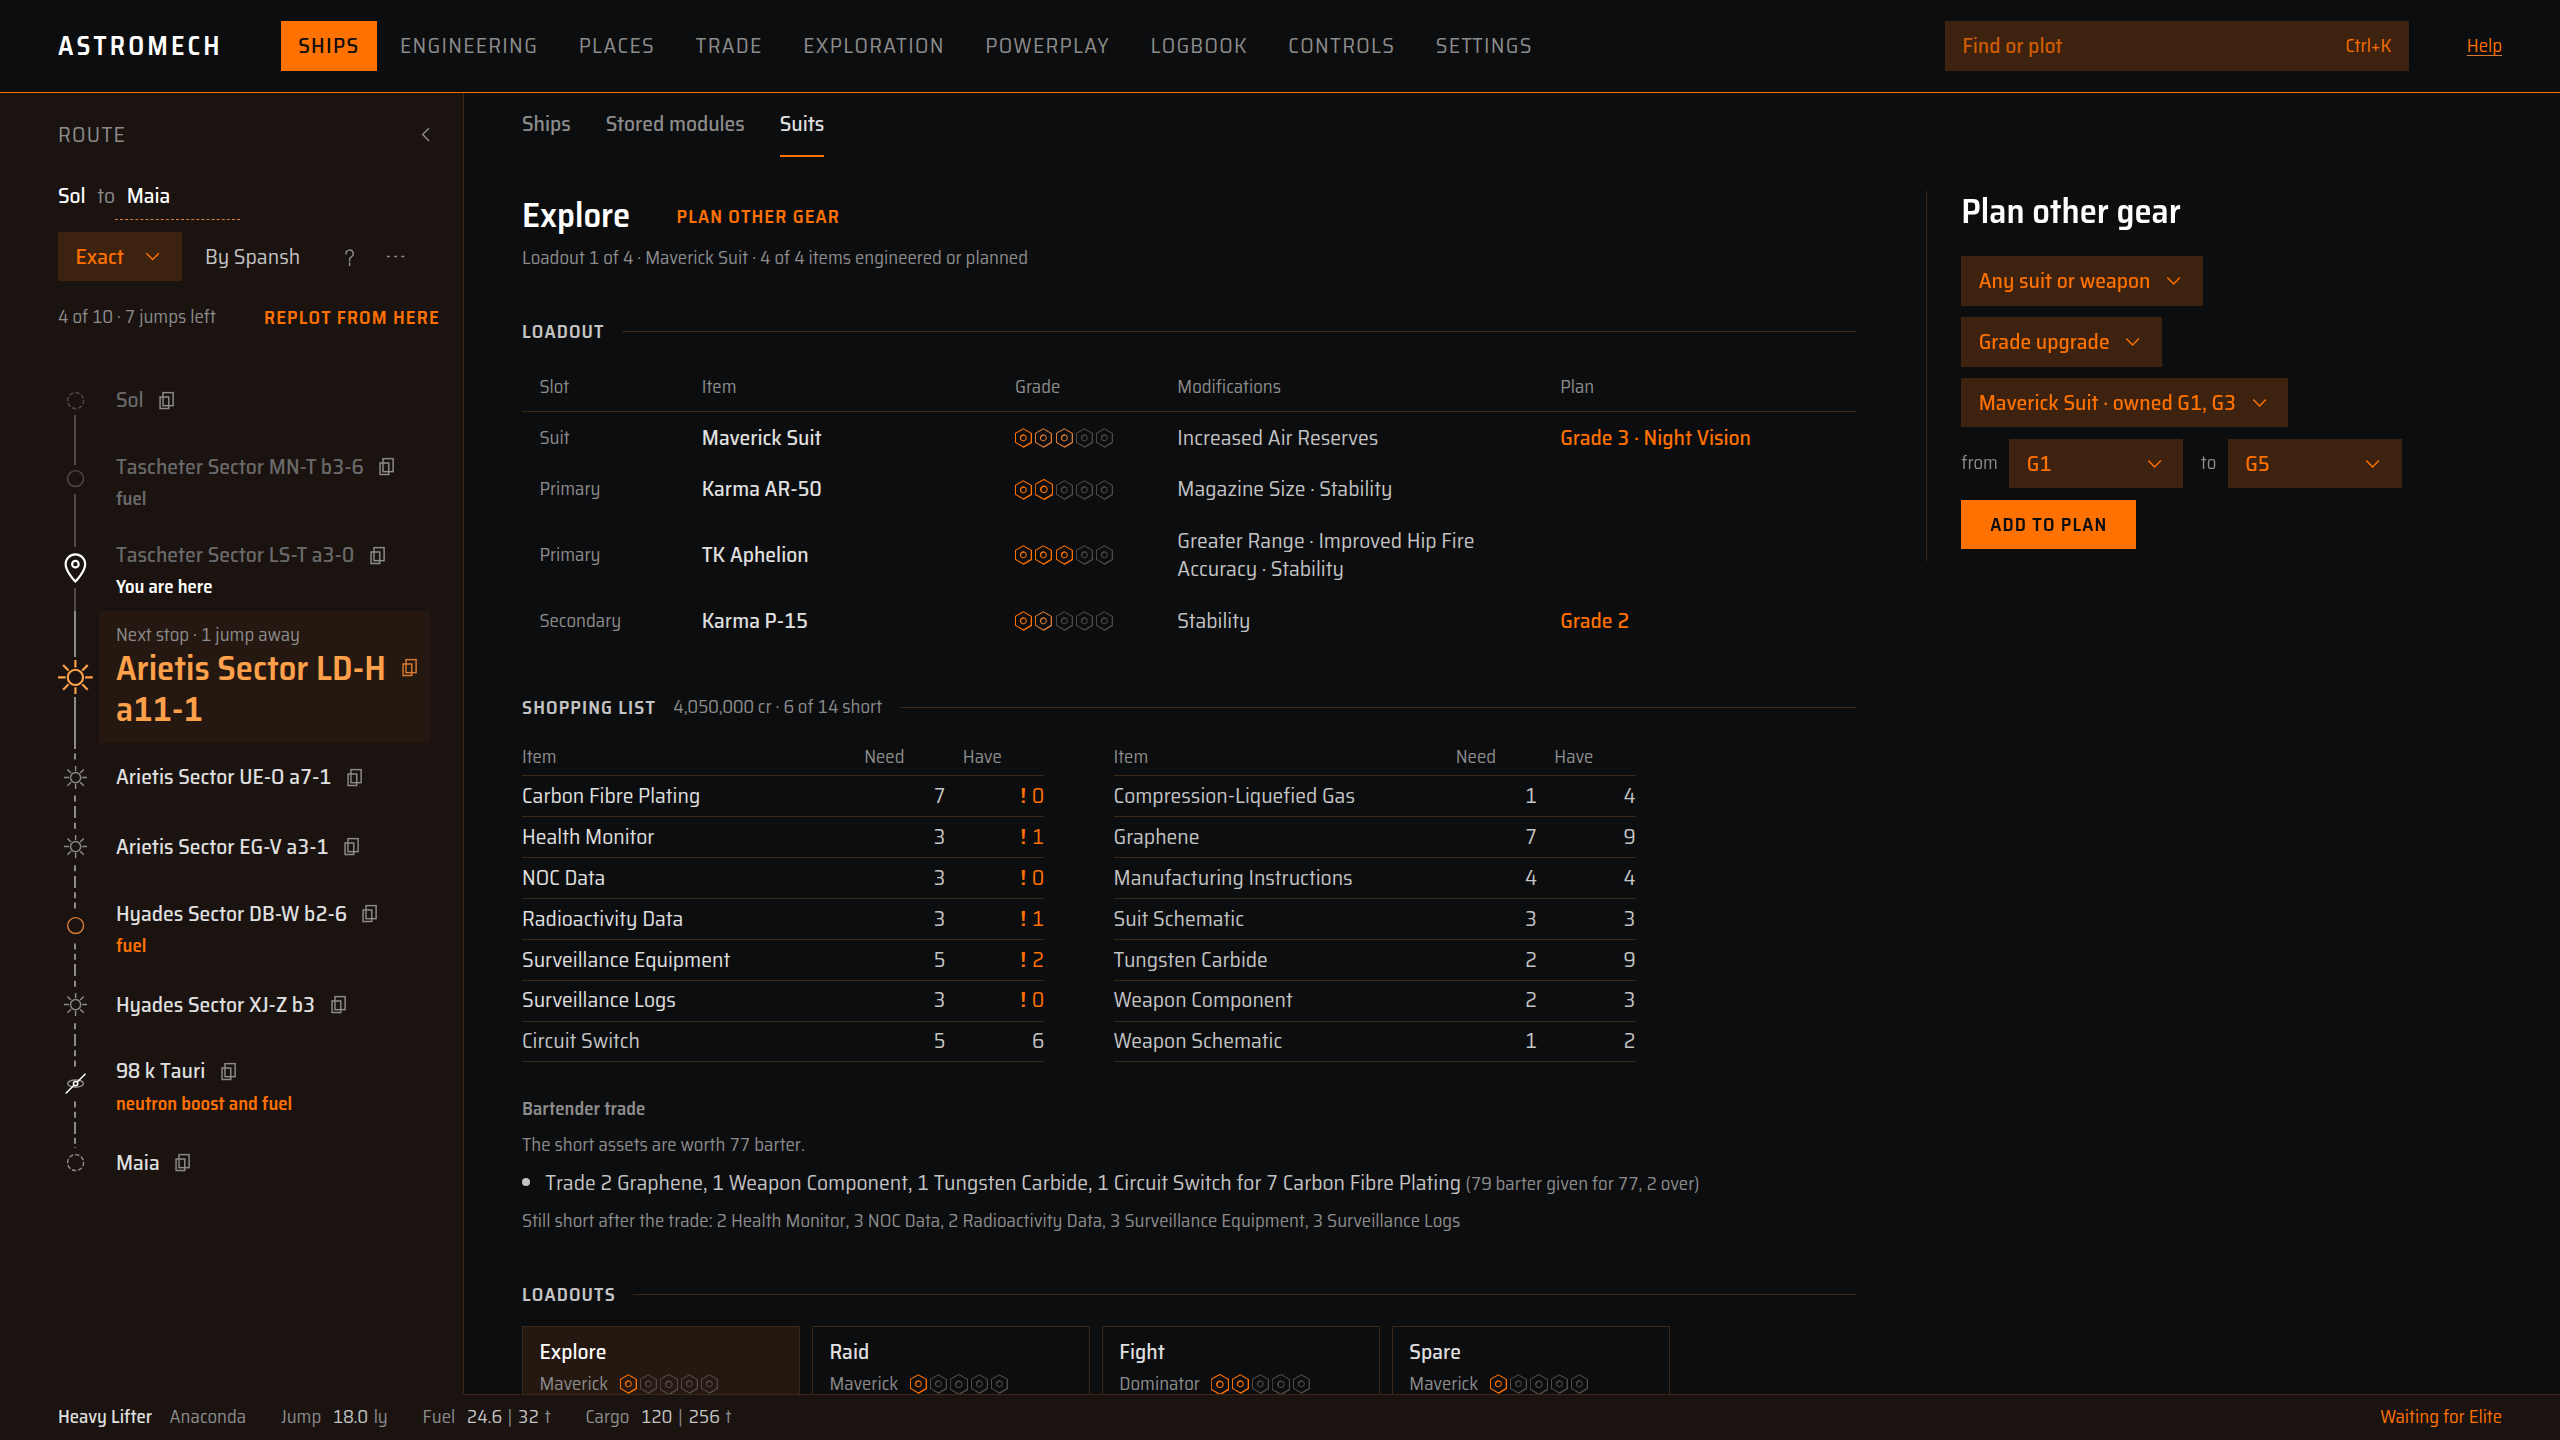 ASTROMECH SHIPS ENGINEERING PLACES TRADE EXPLORATION POWERPLAY LOGBOOK CONTROLS SETTINGS Find or plot Ctrl+K Help
ROUTE
Sol to Maia
Exact By Spansh ? ···
4 of 10 · 7 jumps left REPLOT FROM HERE
Sol
Tascheter Sector MN-T b3-6
fuel
Tascheter Sector LS-T a3-0
You are here
Next stop · 1 jump away
Arietis Sector LD-H
a11-1
Arietis Sector UE-O a7-1
Arietis Sector EG-V a3-1
Hyades Sector DB-W b2-6
fuel
Hyades Sector XJ-Z b3
98 k Tauri
neutron boost and fuel
Maia
Ships Stored modules Suits
Explore PLAN OTHER GEAR
Loadout 1 of 4 · Maverick Suit · 4 of 4 items engineered or planned
LOADOUT
Slot Item Grade Modifications Plan
Suit Maverick Suit Increased Air Reserves Grade 3 · Night Vision
Primary Karma AR-50 Magazine Size · Stability
Primary TK Aphelion Greater Range · Improved Hip Fire
Accuracy · Stability
Secondary Karma P-15 Stability Grade 2
SHOPPING LIST 4,050,000 cr · 6 of 14 short
Item Need Have
Carbon Fibre Plating 7 ! 0
Health Monitor 3 ! 1
NOC Data 3 ! 0
Radioactivity Data 3 ! 1
Surveillance Equipment 5 ! 2
Surveillance Logs 3 ! 0
Circuit Switch 5 6
Item Need Have
Compression-Liquefied Gas 1 4
Graphene 7 9
Manufacturing Instructions 4 4
Suit Schematic 3 3
Tungsten Carbide 2 9
Weapon Component 2 3
Weapon Schematic 1 2
Bartender trade
The short assets are worth 77 barter.
Trade 2 Graphene, 1 Weapon Component, 1 Tungsten Carbide, 1 Circuit Switch for 7 Carbon Fibre Plating (79 barter given for 77, 2 over)
Still short after the trade: 2 Health Monitor, 3 NOC Data, 2 Radioactivity Data, 3 Surveillance Equipment, 3 Surveillance Logs
LOADOUTS
Explore
Maverick
Raid
Maverick
Fight
Dominator
Spare
Maverick
Plan other gear
Any suit or weapon
Grade upgrade
Maverick Suit · owned G1, G3
from G1 to G5
ADD TO PLAN
Heavy Lifter Anaconda Jump 18.0 ly Fuel 24.6 | 32 t Cargo 120 | 256 t Waiting for Elite